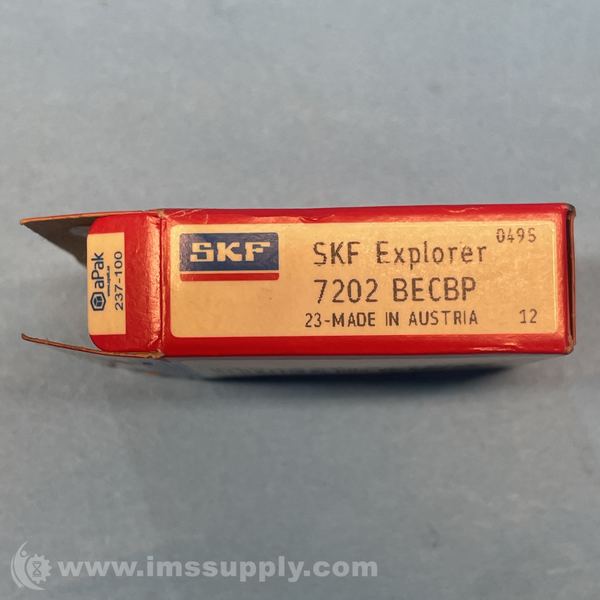 aPak
237-100
SKF
0495
SKF Explorer
7202 BECBP
23-MADE IN AUSTRIA 12
www.imssupply.com